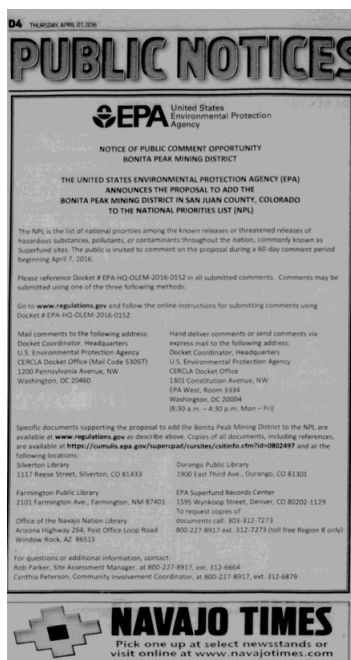 D4 THURSDAY, APRIL 07, 2016
PUBLIC NOTICES
EPA United States
Environmental Protection
Agency
NOTICE OF PUBLIC COMMENT OPPORTUNITY
BONITA PEAK MINING DISTRICT
THE UNITED STATES ENVIRONMENTAL PROTECTION AGENCY (EPA)
ANNOUNCES THE PROPOSAL TO ADD THE
BONITA PEAK MINING DISTRICT IN SAN JUAN COUNTY, COLORADO
TO THE NATIONAL PRIORITIES LIST (NPL)
The NPL is the list of national priorities among the known releases or threatened releases of
hazardous substances, pollutants, or contaminants throughout the nation, commonly known as
Superfund sites. The public is invited to comment on the proposal during a 60-day comment period
beginning April 7, 2016.
Please reference Docket # EPA-HQ-OLEM-2016-0152 in all submitted comments. Comments may be
submitted using one of the three following methods:
Go to www.regulations.gov and follow the online instructions for submitting comments using
Docket # EPA-HQ-OLEM-2016-0152.
Mail comments to the following address:
Docket Coordinator, Headquarters
U.S. Environmental Protection Agency
CERCLA Docket Office (Mail Code 5305T)
1200 Pennsylvania Avenue, NW
Washington, DC 20460
Hand deliver comments or send comments via
express mail to the following address:
Docket Coordinator, Headquarters
U.S. Environmental Protection Agency
CERCLA Docket Office
1301 Constitution Avenue, NW
EPA West, Room 3334
Washington, DC 20004
(8:30 a.m. – 4:30 p.m. Mon – Fri)
Specific documents supporting the proposal to add the Bonita Peak Mining District to the NPL are
available at www.regulations.gov as described above. Copies of all documents, including references,
are available at https://cumulis.epa.gov/supercpad/cursites/csitinfo.cfm?id=0802497 and at the
following locations:
Silverton Library
1117 Reese Street, Silverton, CO 81433
Durango Public Library
1900 East Third Ave., Durango, CO 81301
Farmington Public Library
2101 Farmington Ave., Farmington, NM 87401
EPA Superfund Records Center
1595 Wynkoop Street, Denver, CO 80202-1129
To request copies of
documents call: 303-312-7273
800-227-8917 ext. 312-7273 (toll free Region 8 only)
Office of the Navajo Nation Library
Arizona Highway 264, Post Office Loop Road
Window Rock, AZ 86515
For questions or additional information, contact:
Rob Parker, Site Assessment Manager, at 800-227-8917, ext. 312-6664
Cynthia Peterson, Community Involvement Coordinator, at 800-227-8917, ext. 312-6879
NAVAJO TIMES
Pick one up at select newsstands or
visit online at www.navajotimes.com